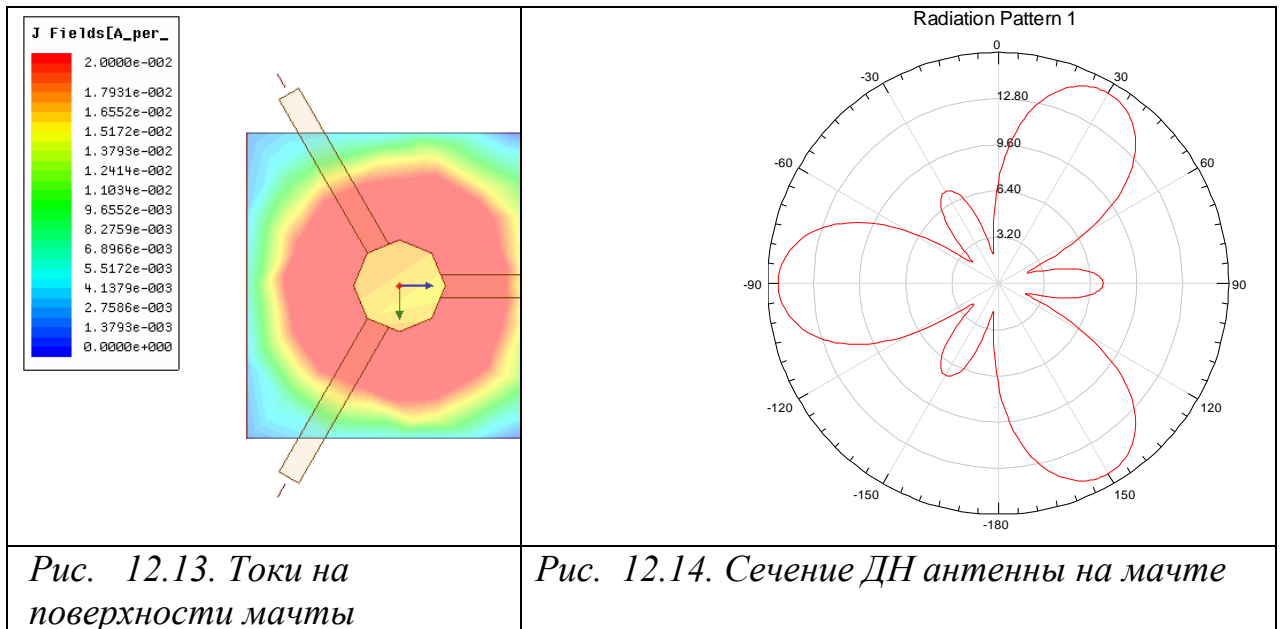 J Fields[A_per_
2.0000e-002
1.7931e-002
1.6552e-002
1.5172e-002
1.3793e-002
1.2414e-002
1.1034e-002
9.6552e-003
8.2759e-003
6.8966e-003
5.5172e-003
4.1379e-003
2.7586e-003
1.3793e-003
0.0000e+000
Radiation Pattern 1
0
-30
30
12.80
9.60
-60
60
6.40
3.20
-90
90
-120
120
-150
150
-180
Рис. 12.13. Токи на
поверхности мачты
Рис. 12.14. Сечение ДН антенны на мачте